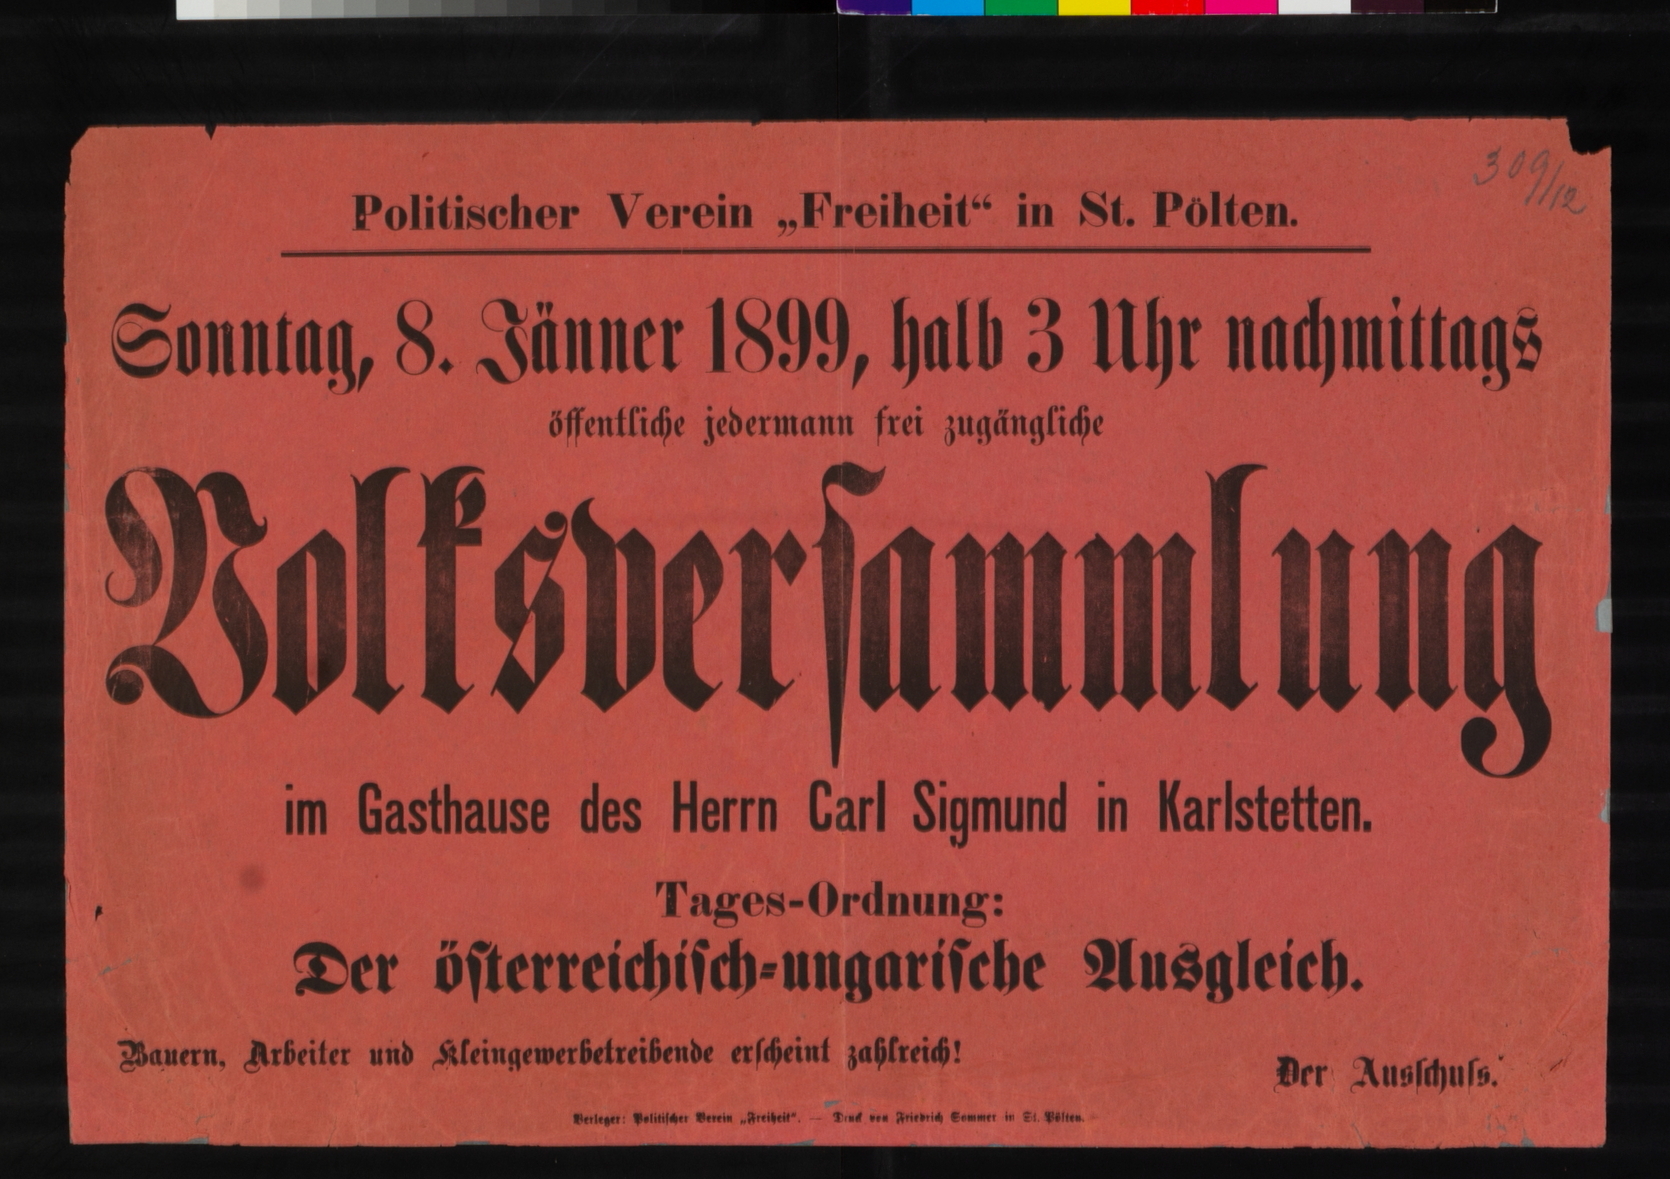 309/12
Politischer Verein „Freiheit“ in St. Pölten.
Sonntag, 8. Jänner 1899, halb 3 Uhr nachmittags
öffentliche jedermann frei zugängliche
Volksverſammlung
im Gasthause des Herrn Carl Sigmund in Karlstetten.
Tages-Ordnung:
Der öſterreichiſch-ungariſche Ausgleich.
Bauern, Arbeiter und Kleingewerbetreibende erſcheint zahlreich!
Der Ausſchuſs.
Verleger: Politiſcher Verein „Freiheit“. — Druck von Friedrich Sommer in St. Pölten.